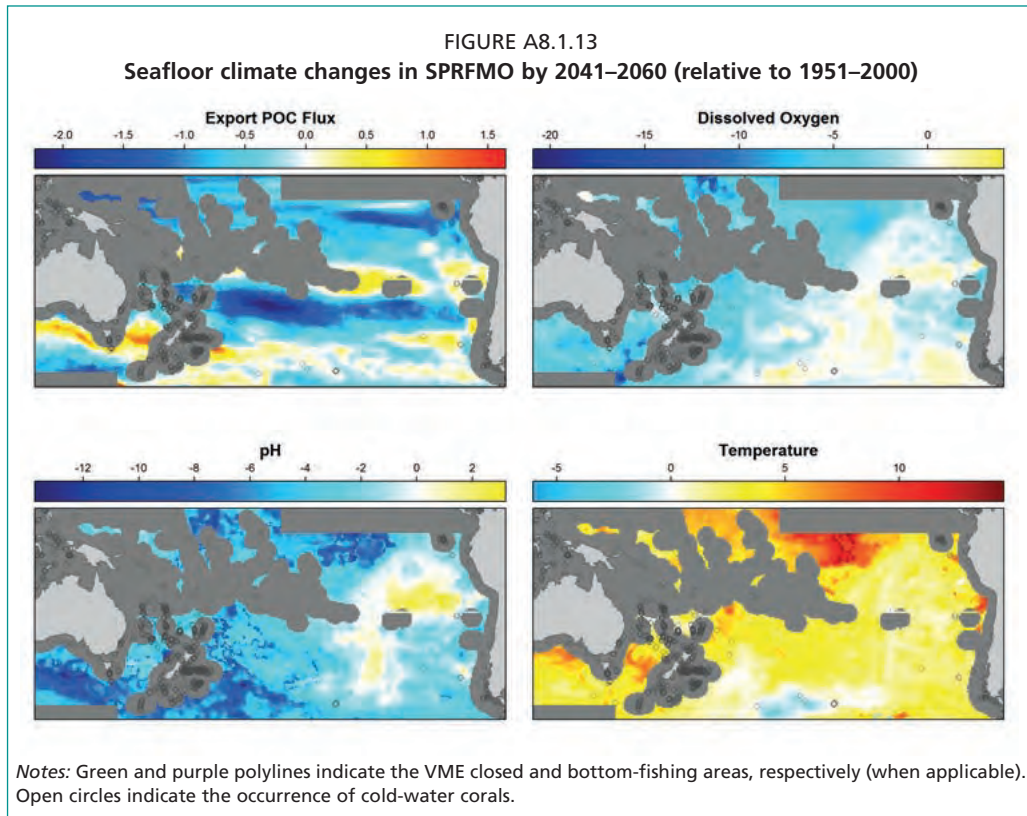 FIGURE A8.1.13
Seafloor climate changes in SPRFMO by 2041–2060 (relative to 1951–2000)
Export POC Flux
-2.0 -1.5 -1.0 -0.5 0.0 0.5 1.0 1.5
Dissolved Oxygen
-20 -15 -10 -5 0
pH
-12 -10 -8 -6 -4 -2 0 2
Temperature
-5 0 5 10
Notes: Green and purple polylines indicate the VME closed and bottom-fishing areas, respectively (when applicable).
Open circles indicate the occurrence of cold-water corals.